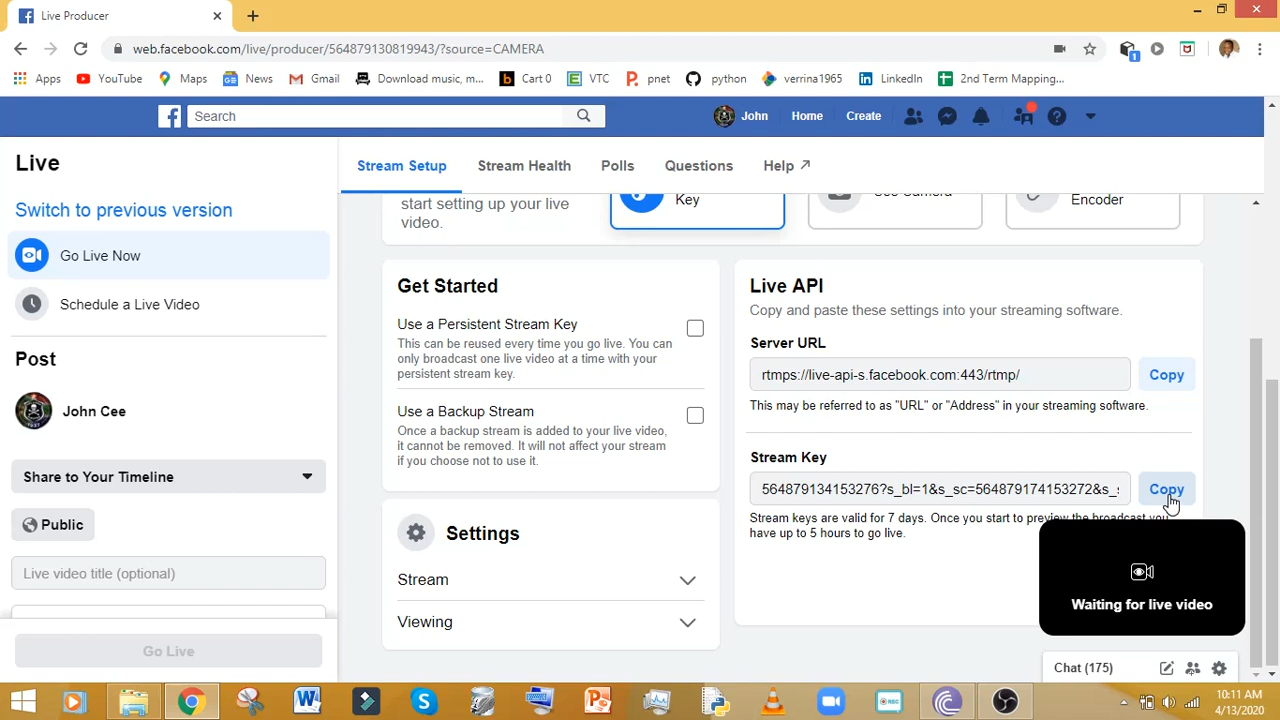 Live Producer
web.facebook.com/live/producer/564879130819943/?source=CAMERA
Apps YouTube Maps News Gmail Download music, m... Cart 0 VTC pnet python verrina1965 LinkedIn 2nd Term Mapping...
Search John Home Create
Live
Switch to previous version
Go Live Now
Schedule a Live Video
Post
John Cee
Share to Your Timeline
Public
Live video title (optional)
Go Live
Stream Setup Stream Health Polls Questions Help
start setting up your live
video.
Key
Encoder
Get Started
Use a Persistent Stream Key
This can be reused every time you go live. You can
only broadcast one live video at a time with your
persistent stream key.
Use a Backup Stream
Once a backup stream is added to your live video,
it cannot be removed. It will not affect your stream
if you choose not to use it.
Settings
Stream
Viewing
Live API
Copy and paste these settings into your streaming software.
Server URL
rtmps://live-api-s.facebook.com:443/rtmp/ Copy
This may be referred to as "URL" or "Address" in your streaming software.
Stream Key
564879134153276?s_bl=1&s_sc=564879174153272&s_ Copy
Stream keys are valid for 7 days. Once you start to preview the broadcast you
have up to 5 hours to go live.
Waiting for live video
Chat (175)
10:11 AM
4/13/2020